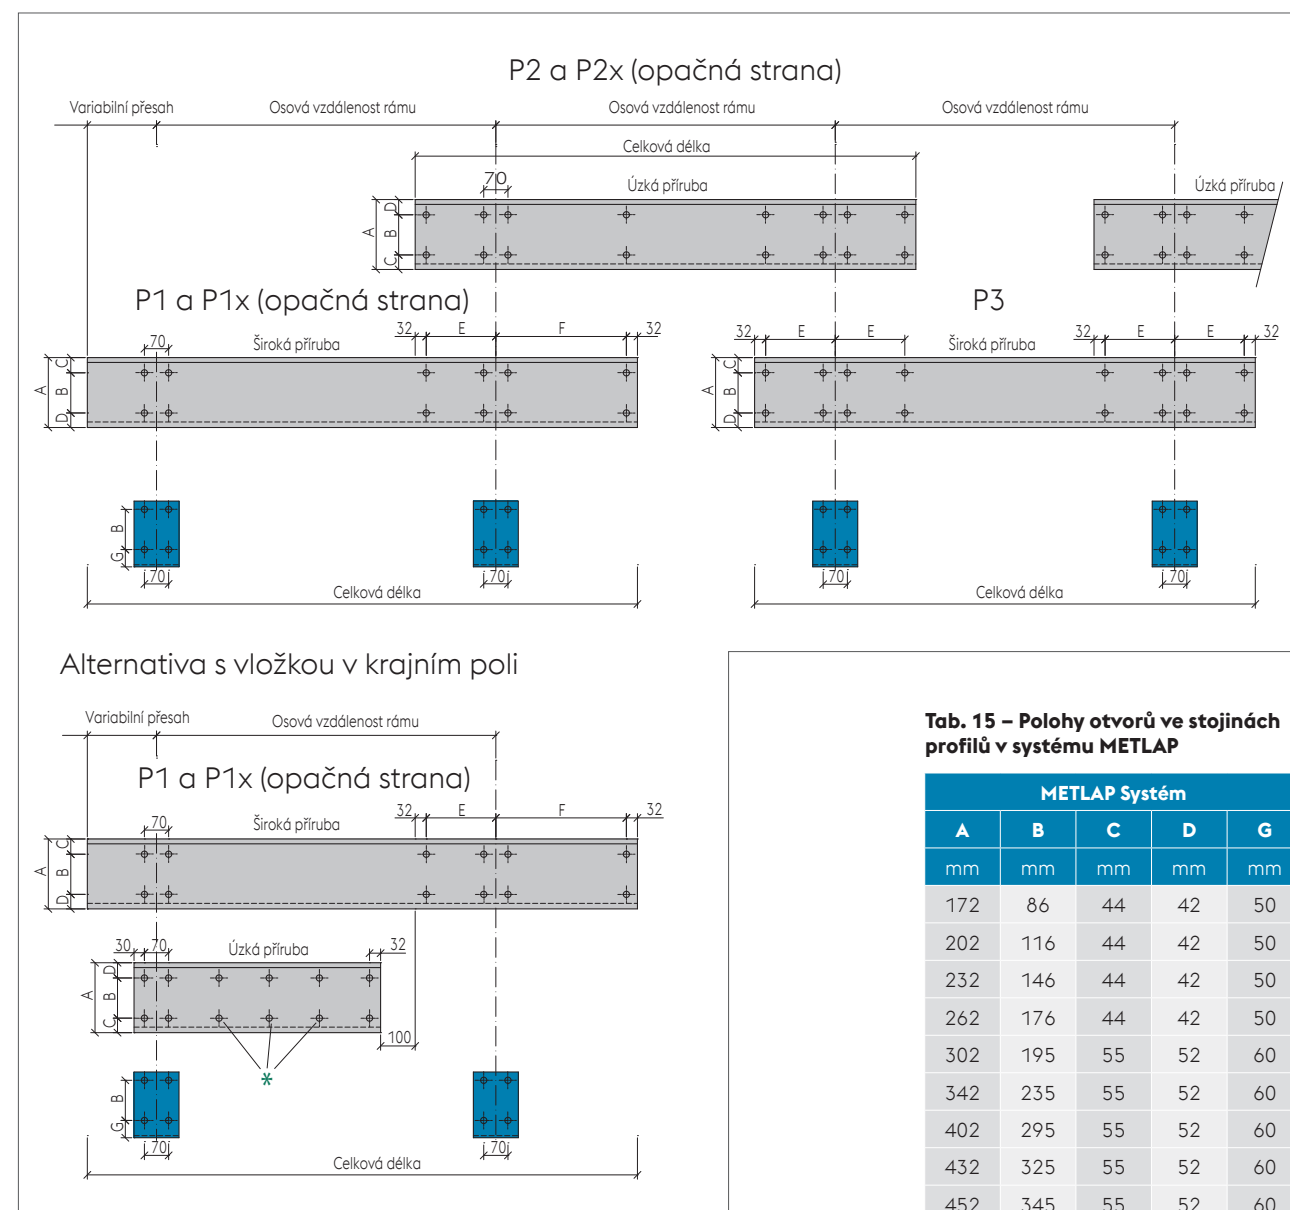 P2 a P2x (opačná strana)
Variabilní přesah Osová vzdálenost rámu Osová vzdálenost rámu Osová vzdálenost rámu
Celková délka
70 Úzká příruba Úzká příruba
A D B C
P1 a P1x (opačná strana) P3
70 Široká příruba 32 E F 32 32 E E Široká příruba 32 E E 32
A C B D A C B D
B G
70 70 70 70
Celková délka Celková délka
Alternativa s vložkou v krajním poli
Variabilní přesah Osová vzdálenost rámu
P1 a P1x (opačná strana)
70 Široká příruba 32 E F 32
A C B D
30 70 Úzká příruba 32
A D B C
100
*
B G
70 70
Celková délka
Tab. 15 – Polohy otvorů ve stojinách
profilů v systému METLAP
METLAP Systém
A B C D G
mm mm mm mm mm
172 86 44 42 50
202 116 44 42 50
232 146 44 42 50
262 176 44 42 50
302 195 55 52 60
342 235 55 52 60
402 295 55 52 60
432 325 55 52 60
452 345 55 52 60